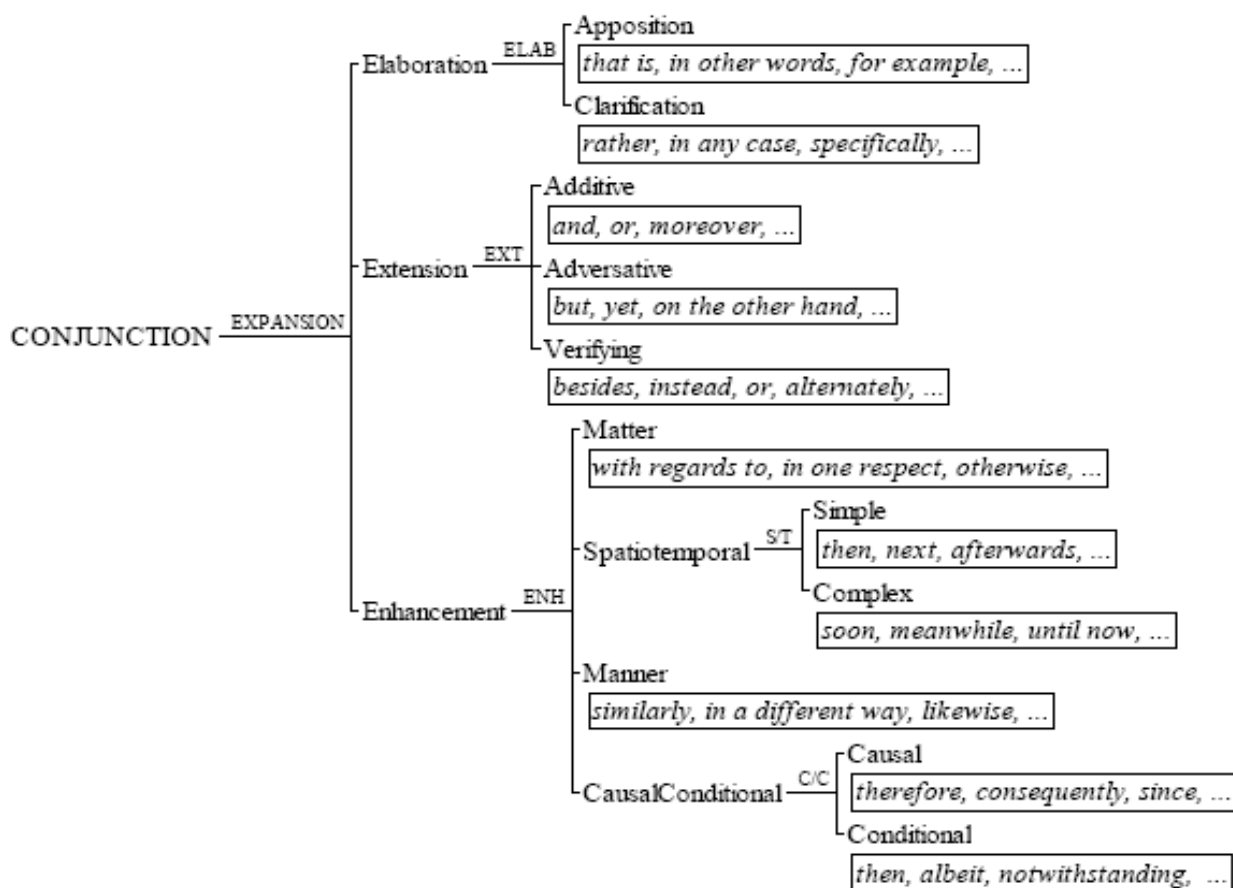 Apposition
ELAB
Elaboration
that is, in other words, for example, ...
Clarification
rather, in any case, specifically, ...
Additive
and, or, moreover, ...
EXT
Extension
Adversative
but, yet, on the other hand, ...
EXPANSION
CONJUNCTION
Verifying
besides, instead, or, alternately, ...
Matter
with regards to, in one respect, otherwise, ...
Simple
S/T
Spatiotemporal
then, next, afterwards, ...
Complex
ENH
Enhancement
soon, meanwhile, until now, ...
Manner
similarly, in a different way, likewise, ...
Causal
C/C
CausalConditional
therefore, consequently, since, ...
Conditional
then, albeit, notwithstanding, ...